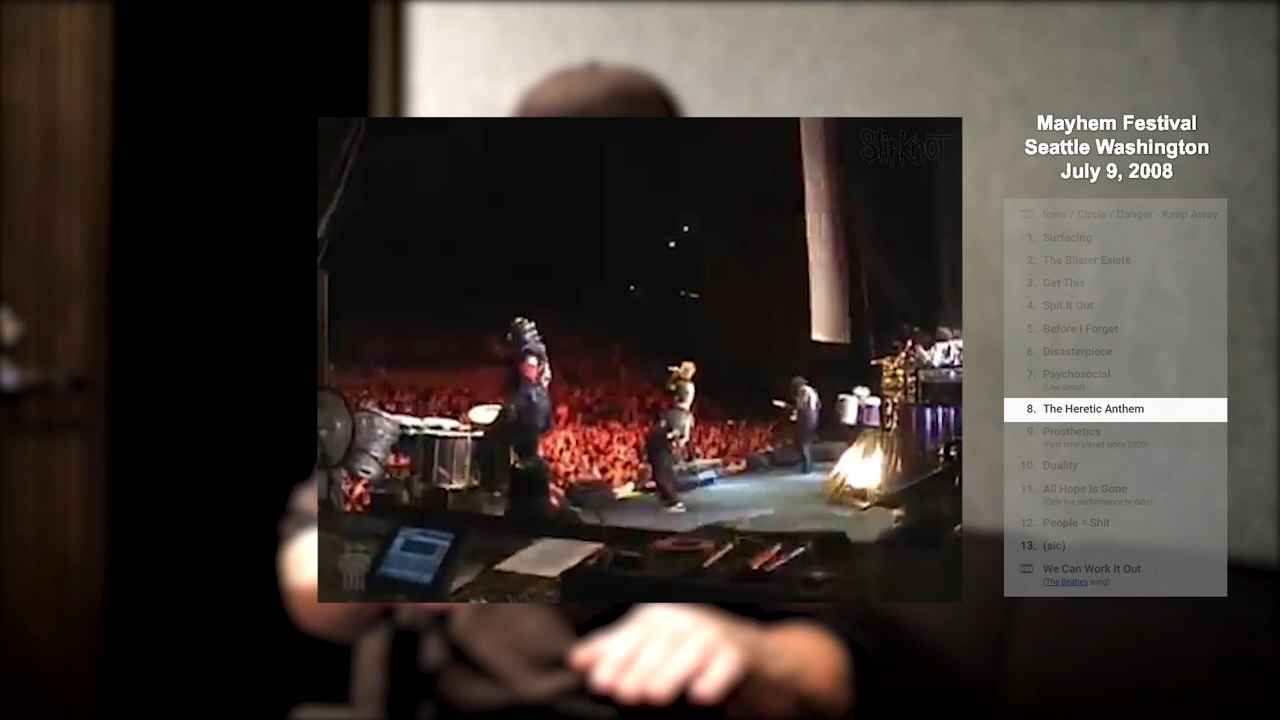 Slipknot
Mayhem Festival
Seattle Washington
July 9, 2008
Iowa / Circle / Danger - Keep Away
1. Surfacing
2. The Blister Exists
3. Get This
4. Spit It Out
5. Before I Forget
6. Disasterpiece
7. Psychosocial
(Live debut)
8. The Heretic Anthem
9. Prosthetics
(First time played since 2000)
10. Duality
11. All Hope Is Gone
(Only live performance to date)
12. People = Shit
13. (sic)
We Can Work It Out
(The Beatles song)